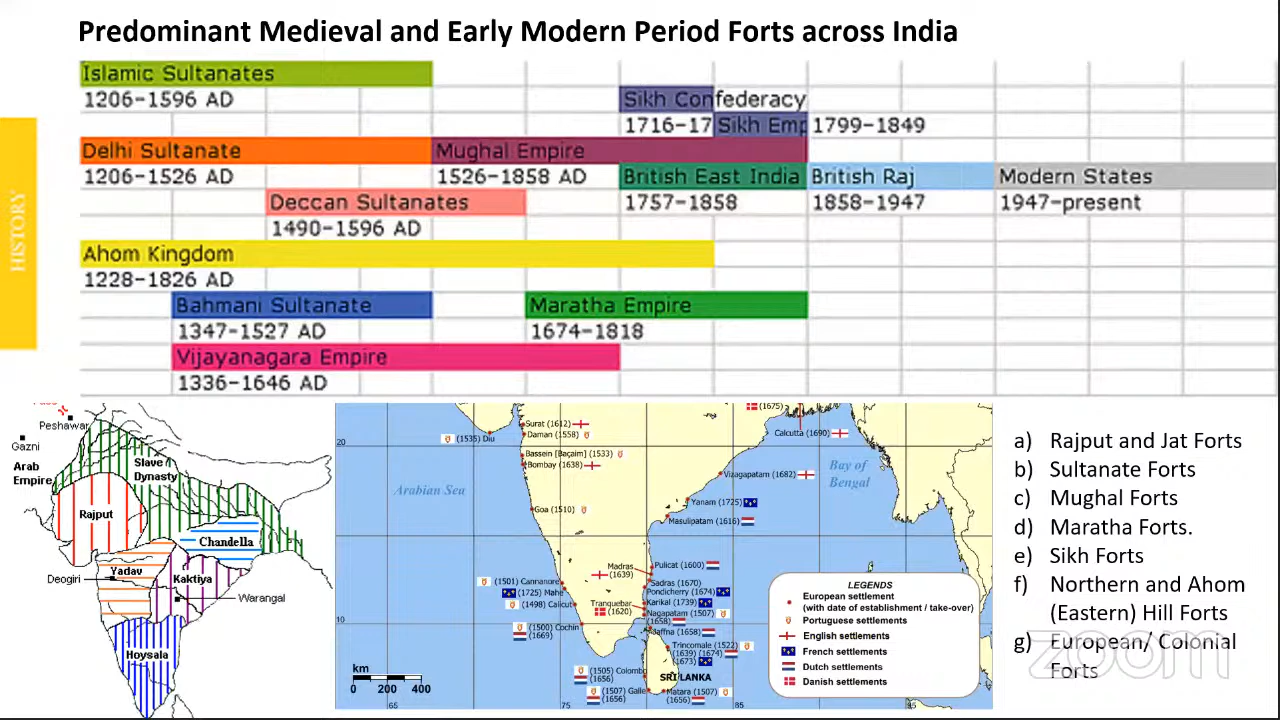 Predominant Medieval and Early Modern Period Forts across India
HISTORY
Islamic Sultanates
1206-1596 AD
Sikh Confederacy
1716-17
Sikh Emp
1799-1849
Delhi Sultanate
Mughal Empire
1206-1526 AD
1526-1858 AD
British East India
British Raj
Modern States
Deccan Sultanates
1757-1858
1858-1947
1947-present
1490-1596 AD
Ahom Kingdom
1228-1826 AD
Bahmani Sultanate
Maratha Empire
1347-1527 AD
1674-1818
Vijayanagara Empire
1336-1646 AD
Peshawar
Gazni
Arab
Empire
Slave
Dynasty
Rajput
Chandella
Yadav
Deogiri
Kaktiya
Warangal
Hoysala
(1675)
Surat (1612)
(1535) Diu
Daman (1558)
Calcutta (1690)
20
Bassein [Baçaim] (1533)
Bombay (1638)
Bay of
Bengal
Vizagapatam (1682)
Arabian Sea
Yanam (1725)
Goa (1510)
Masulipatam (1616)
Madras
(1639)
Pulicat (1600)
(1501) Cannanore
Sadras (1670)
(1725) Mahé
Pondicherry (1674)
(1498) Calicut
Tranquebar
(1620)
Karikal (1739)
Nagapatam (1507)
(1658)
10
(1500) Cochin
(1669)
Jaffna (1658)
Trincomale (1522)
(1639) (1674)
(1673)
(1505) Colombo
(1656)
SRI LANKA
(1507) Galle
(1656)
Matara (1507)
(1656)
km
0 200 400
65
75
85
95
LEGENDS
European settlement
(with date of establishment / take-over)
Portuguese settlements
English settlements
French settlements
Dutch settlements
Danish settlements
a) Rajput and Jat Forts
b) Sultanate Forts
c) Mughal Forts
d) Maratha Forts.
e) Sikh Forts
f) Northern and Ahom
(Eastern) Hill Forts
g) European/ Colonial
Forts
zoom